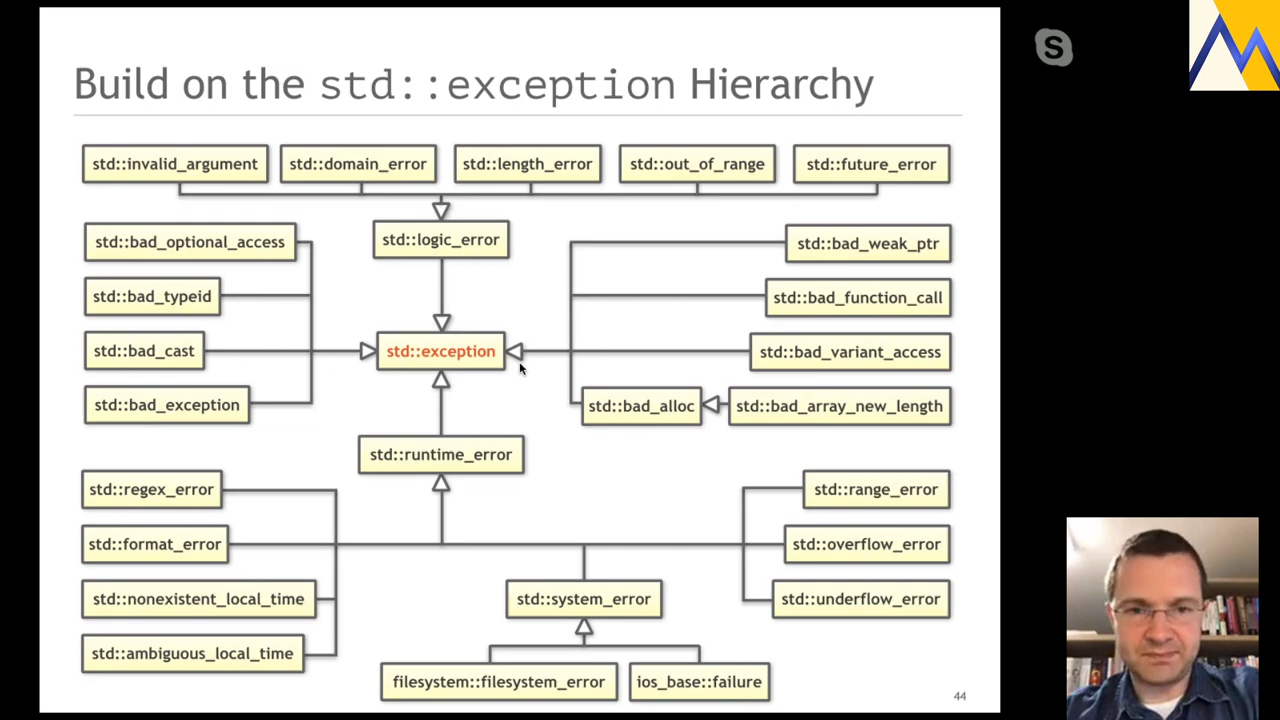 Build on the std::exception Hierarchy
std::invalid_argument
std::domain_error
std::length_error
std::out_of_range
std::future_error
std::bad_optional_access
std::logic_error
std::bad_weak_ptr
std::bad_typeid
std::bad_function_call
std::bad_cast
std::exception
std::bad_variant_access
std::bad_exception
std::bad_alloc
std::bad_array_new_length
std::runtime_error
std::regex_error
std::range_error
std::format_error
std::overflow_error
std::nonexistent_local_time
std::system_error
std::underflow_error
std::ambiguous_local_time
filesystem::filesystem_error
ios_base::failure
44
S